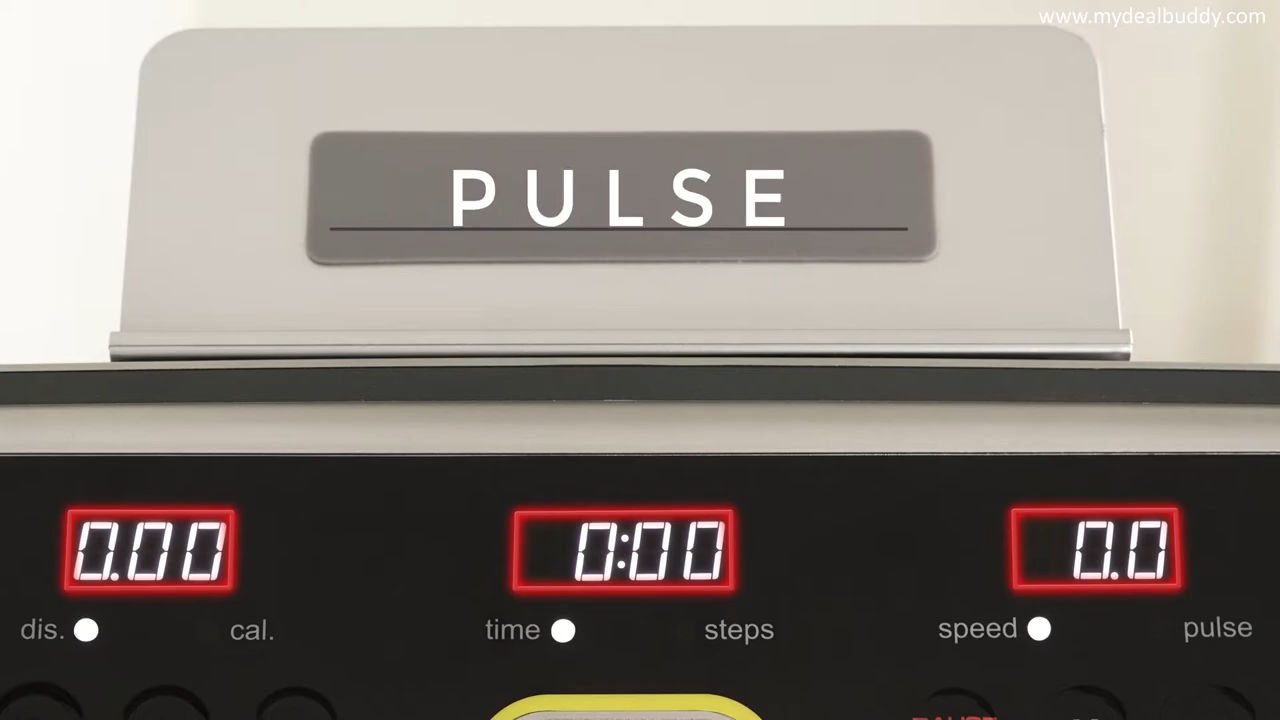 www.mydealbuddy.com
PULSE
0.00
0:00
0.0
dis.
cal.
time
steps
speed
pulse